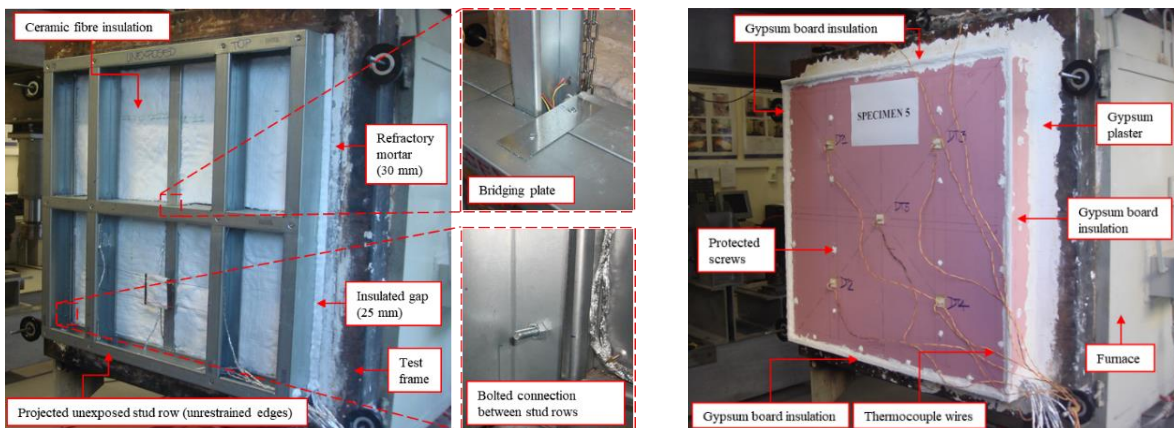 Ceramic fibre insulation
UNEXPOSED
TOP
Refractory
mortar
(30 mm)
Bridging plate
Insulated gap
(25 mm)
Test
frame
Projected unexposed stud row (unrestrained edges)
Bolted connection
between stud rows
Gypsum board insulation
SPECIMEN 5
Gypsum
plaster
Gypsum board
insulation
Protected
screws
Furnace
Gypsum board insulation
Thermocouple wires